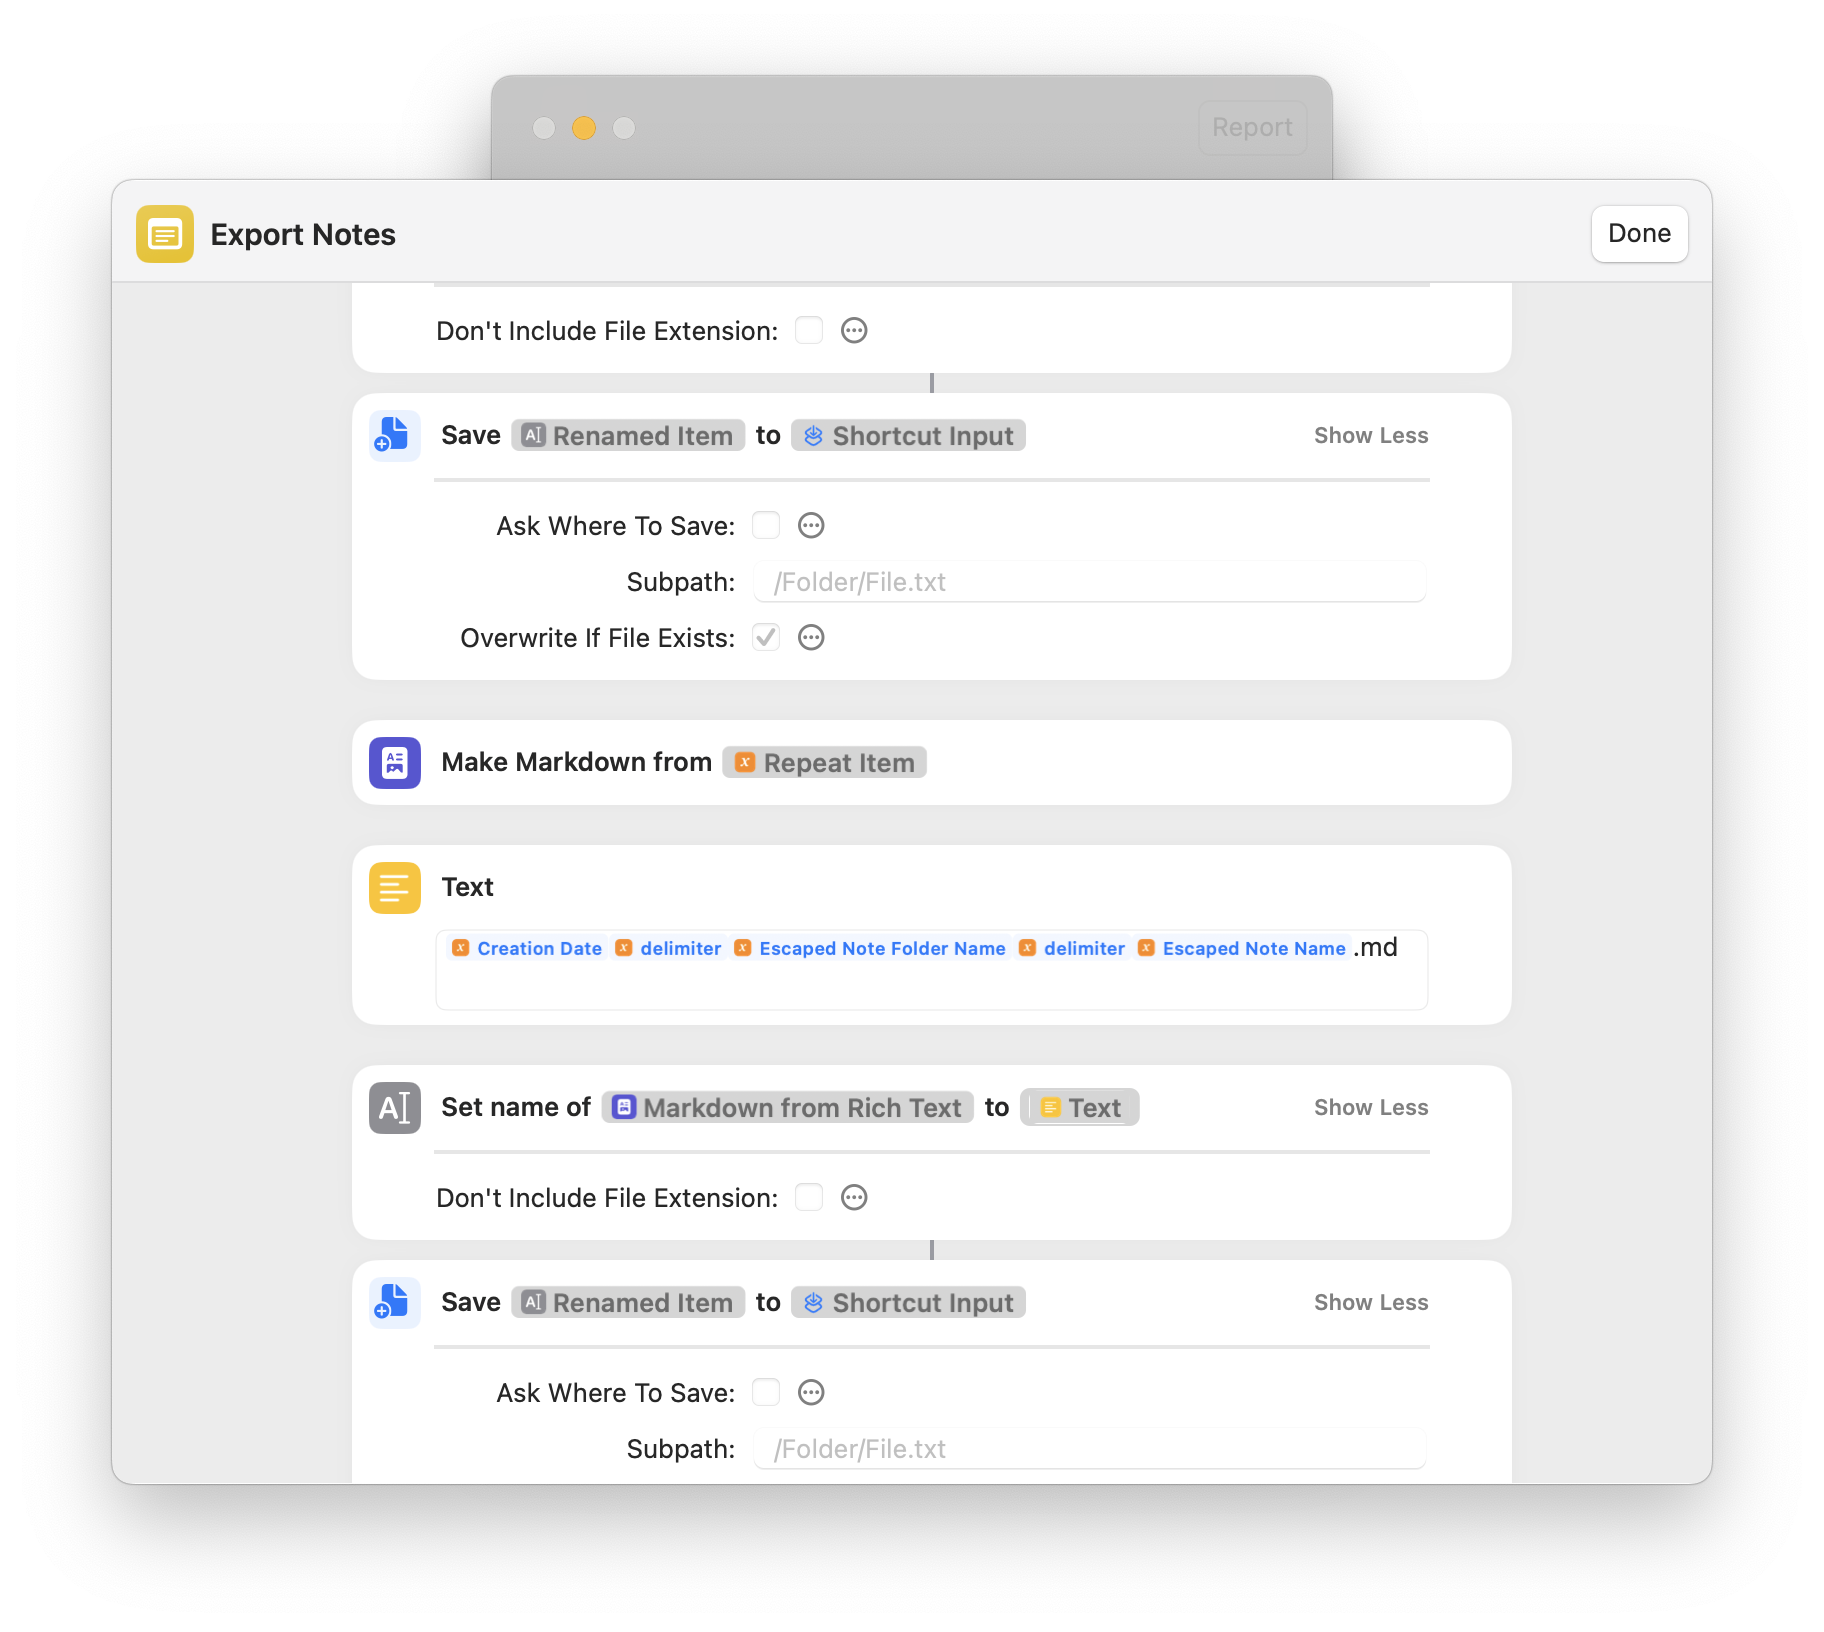 Report
Export Notes
Done
Don't Include File Extension:
Save Renamed Item to Shortcut Input Show Less
Ask Where To Save:
Subpath: /Folder/File.txt
Overwrite If File Exists:
Make Markdown from Repeat Item
Text
Creation Date delimiter Escaped Note Folder Name delimiter Escaped Note Name .md
Set name of Markdown from Rich Text to Text Show Less
Don't Include File Extension:
Save Renamed Item to Shortcut Input Show Less
Ask Where To Save:
Subpath: /Folder/File.txt